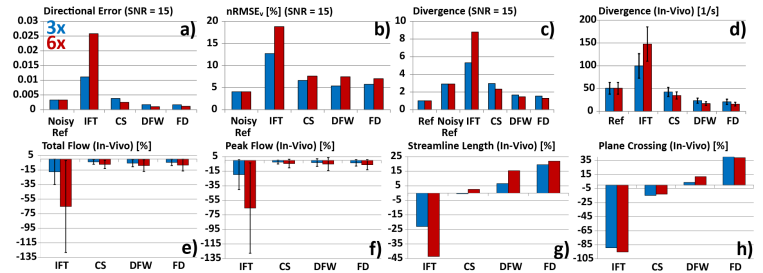 Directional Error (SNR = 15)
0.03
0.025
0.02
0.015
0.01
0.005
0
3x
6x
a)
Noisy
Ref
IFT
CS
DFW
FD
nRMSEᵥ [%] (SNR = 15)
20
15
10
5
0
b)
Noisy
Ref
IFT
CS
DFW
FD
Divergence (SNR = 15)
10
8
6
4
2
0
c)
Ref
Noisy
Ref
IFT
CS
DFW
FD
Divergence (In-Vivo) [1/s]
200
150
100
50
0
d)
Ref
IFT
CS
DFW
FD
Total Flow (In-Vivo) [%]
5
-15
-35
-55
-75
-95
-115
-135
e)
IFT
CS
DFW
FD
Peak Flow (In-Vivo) [%]
5
-15
-35
-55
-75
-95
-115
-135
f)
IFT
CS
DFW
FD
Streamline Length (In-Vivo) [%]
25
15
5
-5
-15
-25
-35
-45
g)
IFT
CS
DFW
FD
Plane Crossing (In-Vivo) [%]
35
15
-5
-25
-45
-65
-85
-105
h)
IFT
CS
DFW
FD